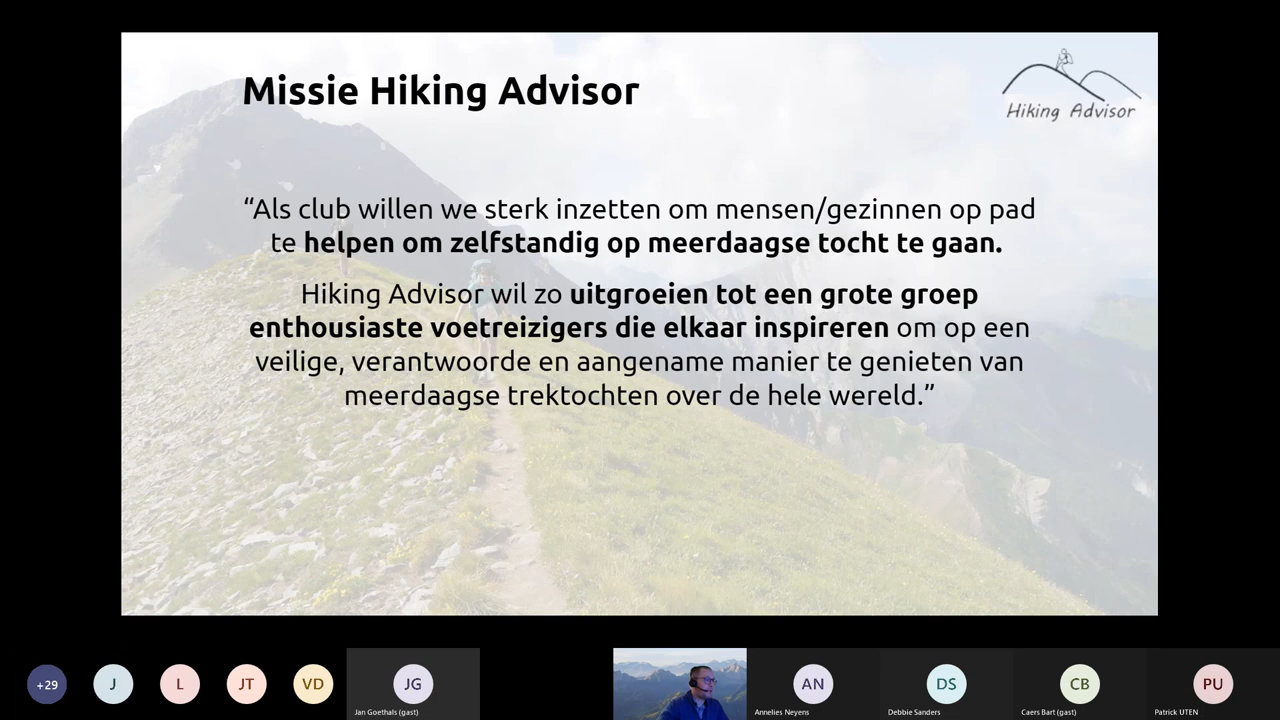 Missie Hiking Advisor
Hiking Advisor
“Als club willen we sterk inzetten om mensen/gezinnen op pad
te helpen om zelfstandig op meerdaagse tocht te gaan.
Hiking Advisor wil zo uitgroeien tot een grote groep
enthousiaste voetreizigers die elkaar inspireren om op een
veilige, verantwoorde en aangename manier te genieten van
meerdaagse trektochten over de hele wereld.”
+29
J
L
JT
VD
JG
AN
DS
CB
PU
Jan Goethals (gast)
Annelies Neyens
Debbie Sanders
Caers Bart (gast)
Patrick UTEN